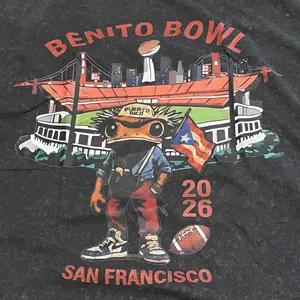 BENITO BOWL
PUERTO
RICO
20
26
SAN FRANCISCO